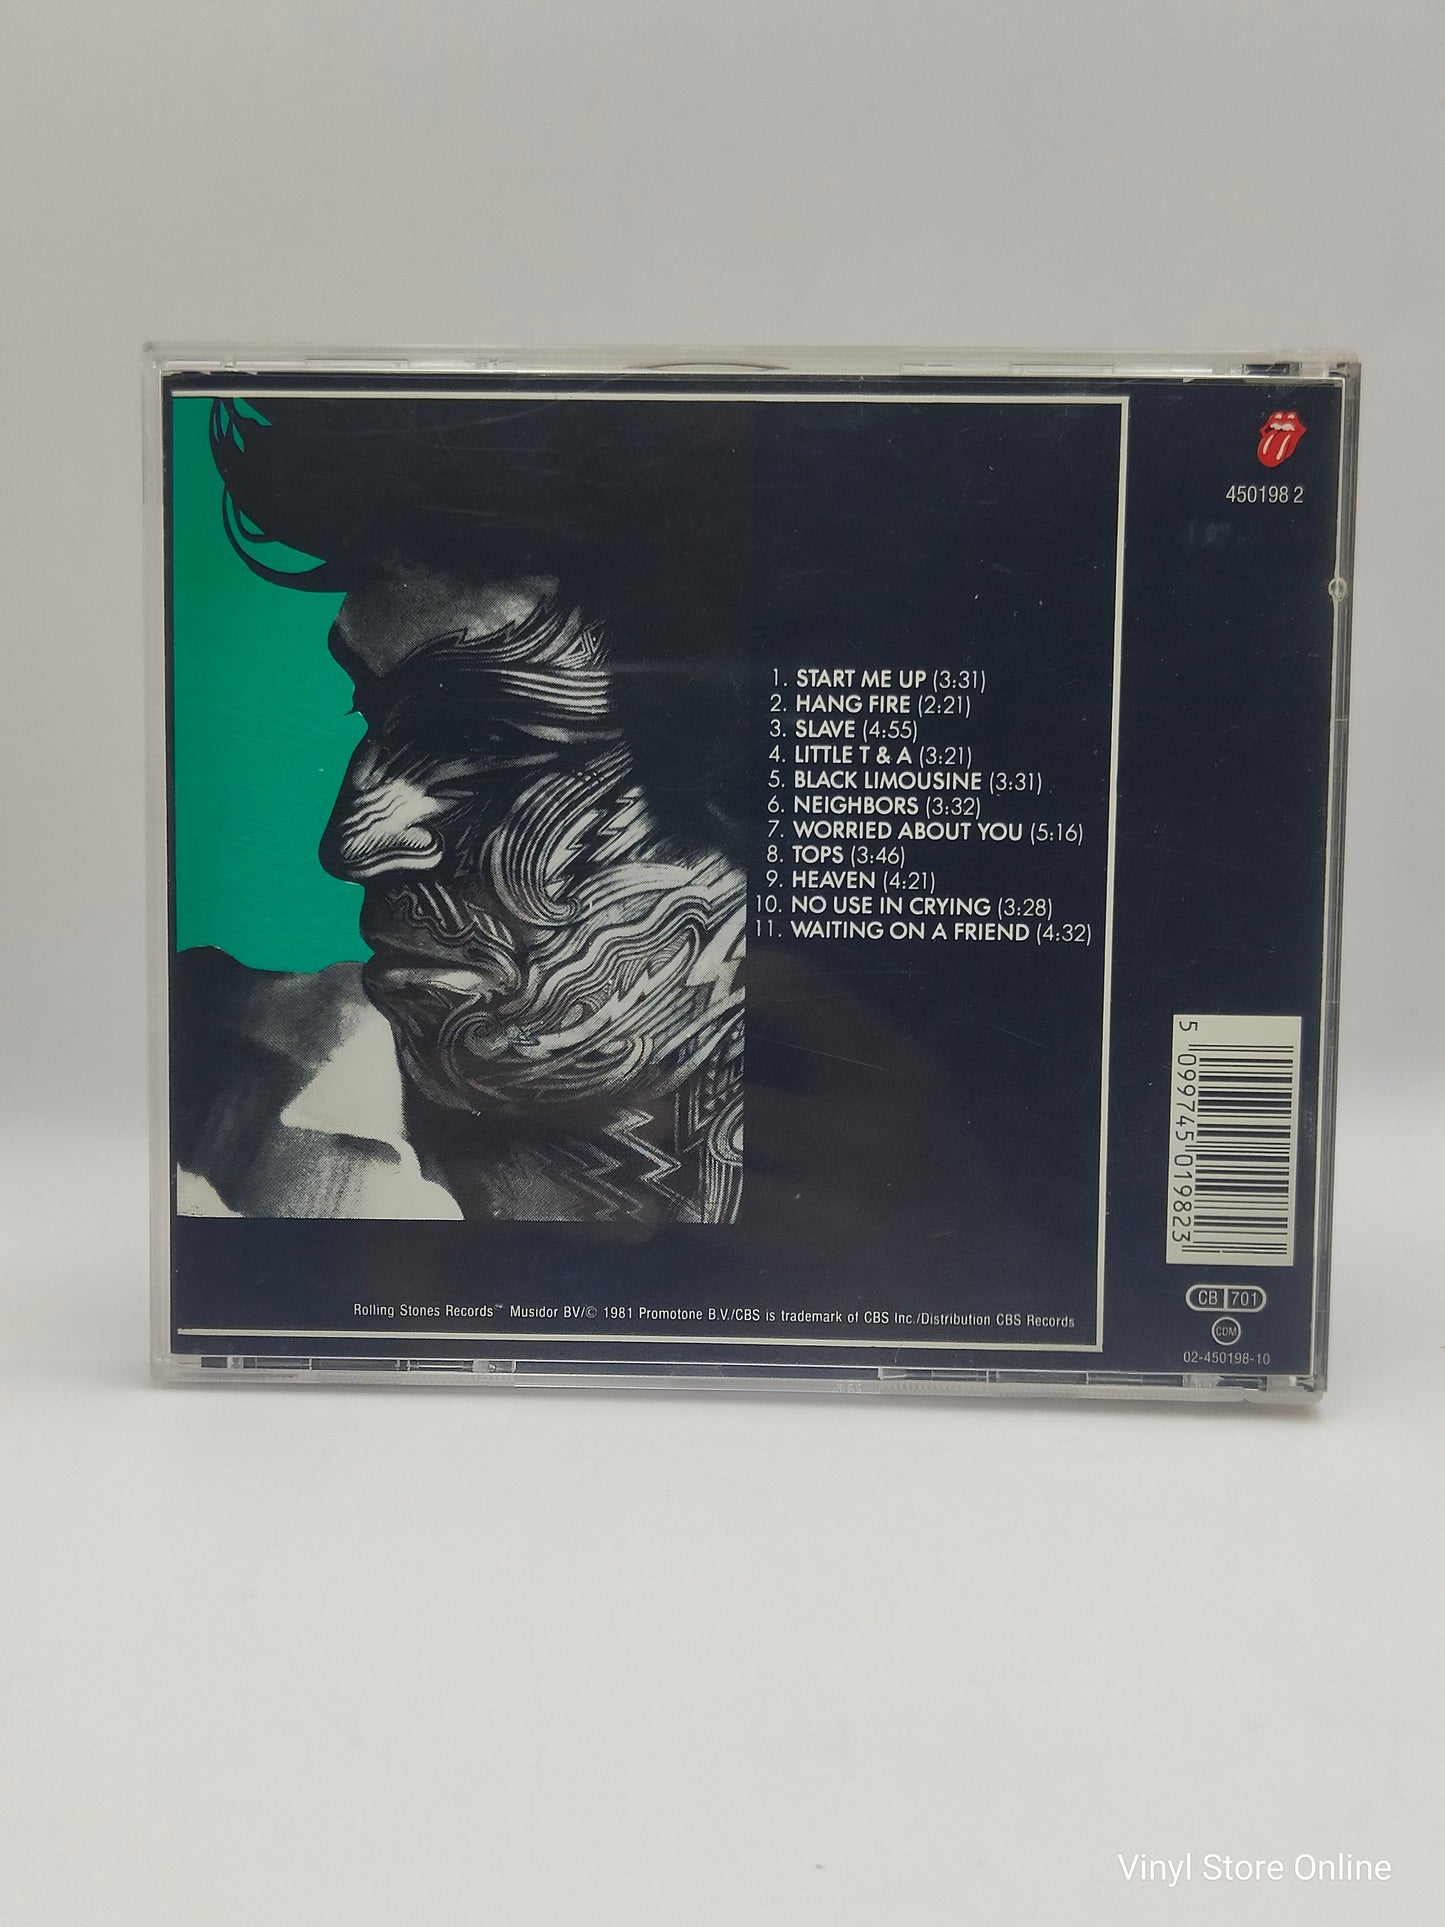 450198 2
1. START ME UP (3:31)
2. HANG FIRE (2:21)
3. SLAVE (4:55)
4. LITTLE T & A (3:21)
5. BLACK LIMOUSINE (3:31)
6. NEIGHBORS (3:32)
7. WORRIED ABOUT YOU (5:16)
8. TOPS (3:46)
9. HEAVEN (4:21)
10. NO USE IN CRYING (3:28)
11. WAITING ON A FRIEND (4:32)
5 099745 019823
CB 701
CDM
02-450198-10
Rolling Stones Records™ Musidor BV/© 1981 Promotone B.V./CBS is trademark of CBS Inc./Distribution CBS Records
Vinyl Store Online